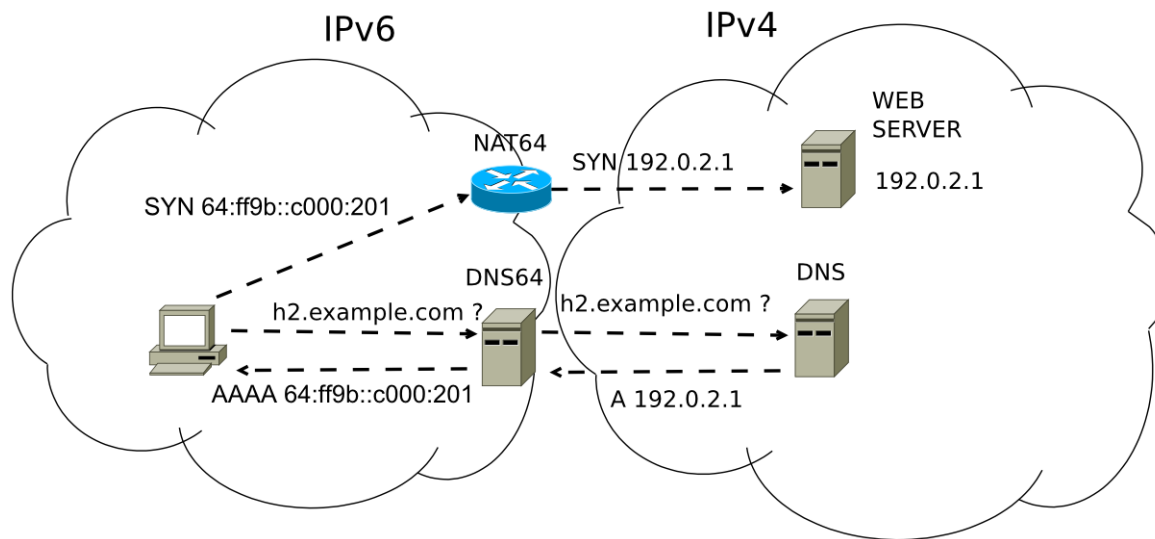 IPv6
IPv4
WEB
SERVER
NAT64
SYN 192.0.2.1
192.0.2.1
SYN 64:ff9b::c000:201
DNS64
DNS
h2.example.com ?
h2.example.com ?
AAAA 64:ff9b::c000:201
A 192.0.2.1